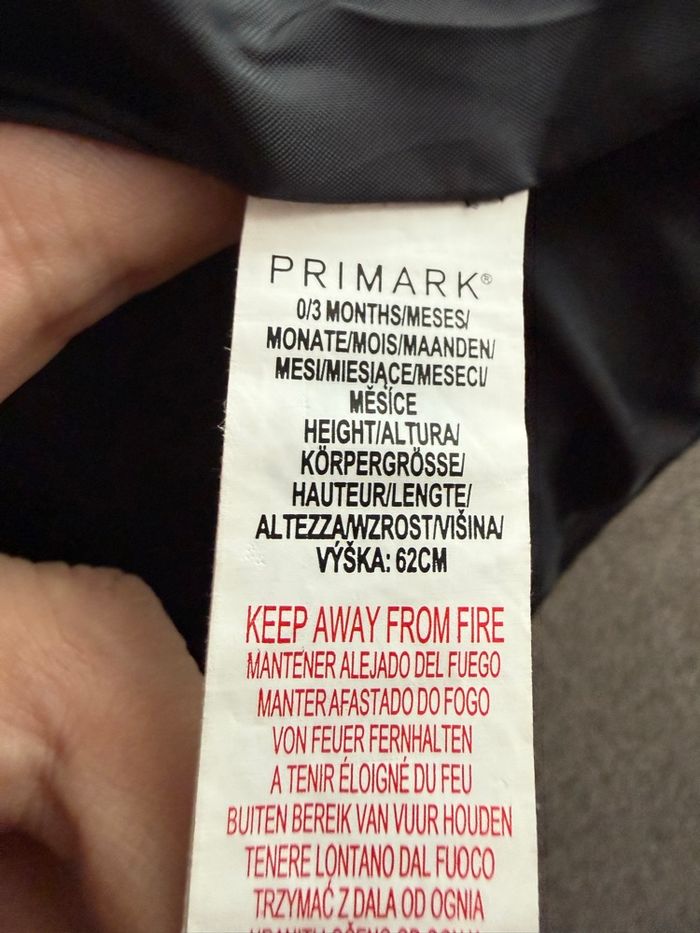 PRIMARK®
0/3 MONTHS/MESES/
MONATE/MOIS/MAANDEN/
MESI/MIESIĄCE/MESECI/
MĚSÍCE
HEIGHT/ALTURA/
KÖRPERGRÖSSE/
HAUTEUR/LENGTE/
ALTEZZA/WZROST/VIŠINA/
VÝŠKA: 62CM
KEEP AWAY FROM FIRE
MANTENER ALEJADO DEL FUEGO
MANTER AFASTADO DO FOGO
VON FEUER FERNHALTEN
A TENIR ÉLOIGNÉ DU FEU
BUITEN BEREIK VAN VUUR HOUDEN
TENERE LONTANO DAL FUOCO
TRZYMAĆ Z DALA OD OGNIA